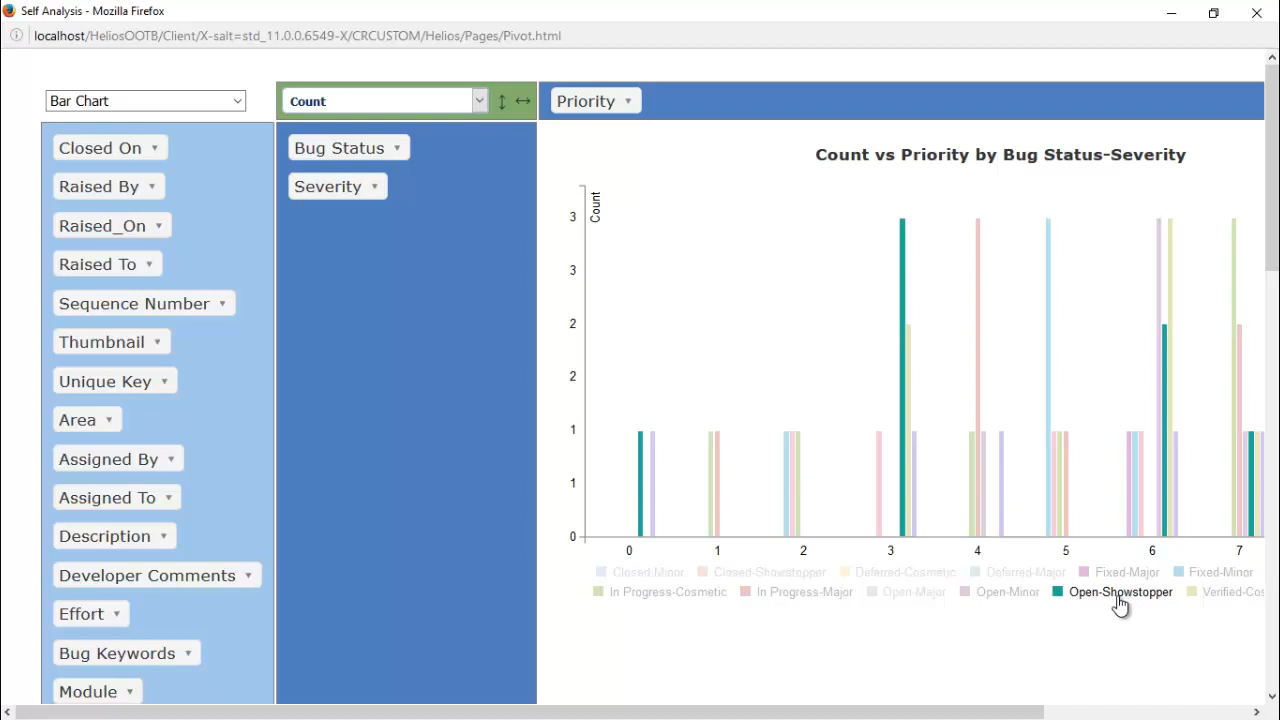 Self Analysis - Mozilla Firefox
localhost/HeliosOOTB/Client/X-salt=std_11.0.0.6549-X/CRCUSTOM/Helios/Pages/Pivot.html
Bar Chart
Count
Priority
Closed On
Raised By
Raised_On
Raised To
Sequence Number
Thumbnail
Unique Key
Area
Assigned By
Assigned To
Description
Developer Comments
Effort
Bug Keywords
Module
Bug Status
Severity
Count vs Priority by Bug Status-Severity
Count
3
3
2
2
1
1
0
0 1 2 3 4 5 6 7
Closed-Minor Closed-Showstopper Deferred-Cosmetic Deferred-Major Fixed-Major Fixed-Minor
In Progress-Cosmetic In Progress-Major Open-Major Open-Minor Open-Showstopper Verified-Cos